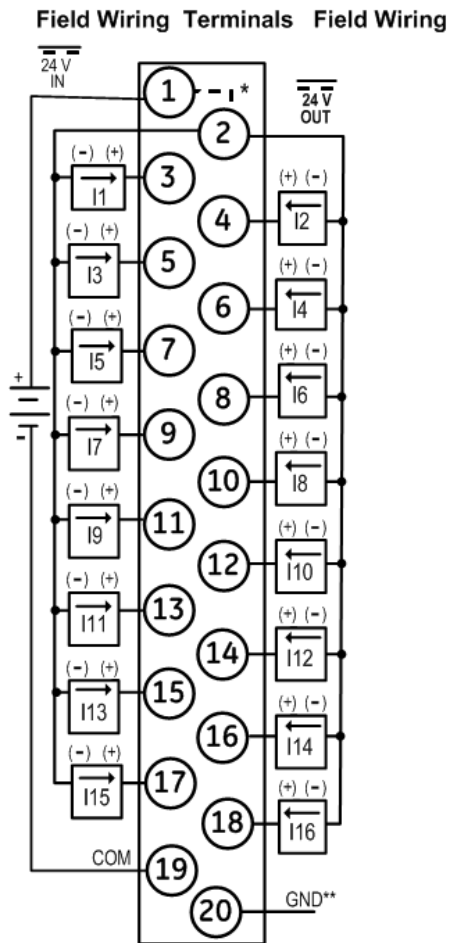 Field Wiring Terminals Field Wiring
24 V
IN
1
*
24 V
OUT
2
(-) (+)
I1
3
(+) (-)
4
I2
(-) (+)
I3
5
(+) (-)
6
I4
(-) (+)
I5
7
(+) (-)
8
I6
+
-
(-) (+)
I7
9
(+) (-)
10
I8
(-) (+)
I9
11
(+) (-)
12
I10
(-) (+)
I11
13
(+) (-)
14
I12
(-) (+)
I13
15
(+) (-)
16
I14
(-) (+)
I15
17
(+) (-)
18
I16
COM
19
20
GND**